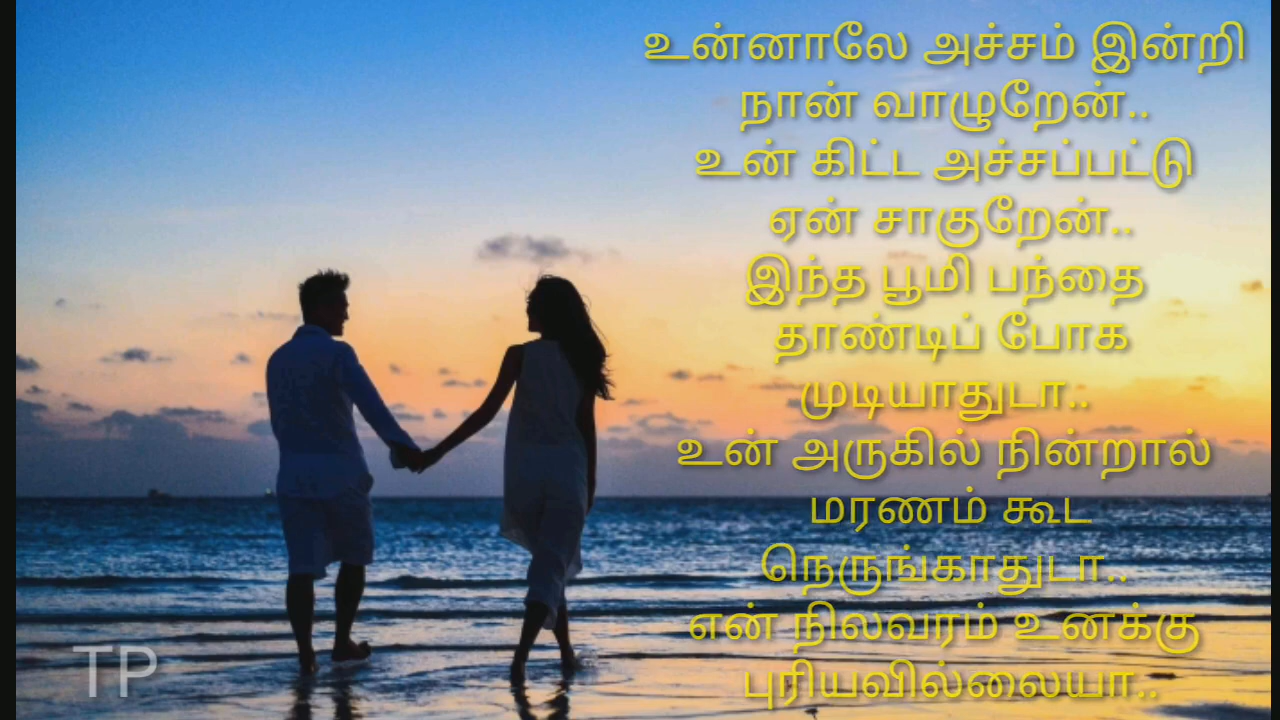 உன்னாலே அச்சம் இன்றி
நான் வாழுறேன்..
உன் கிட்ட அச்சப்பட்டு
ஏன் சாகுறேன்..
இந்த பூமி பந்தை
தாண்டிப் போக
முடியாதுடா..
உன் அருகில் நின்றால்
மரணம் கூட
நெருங்காதுடா..
என் நிலவரம் உனக்கு
புரியவில்லையா..
TP